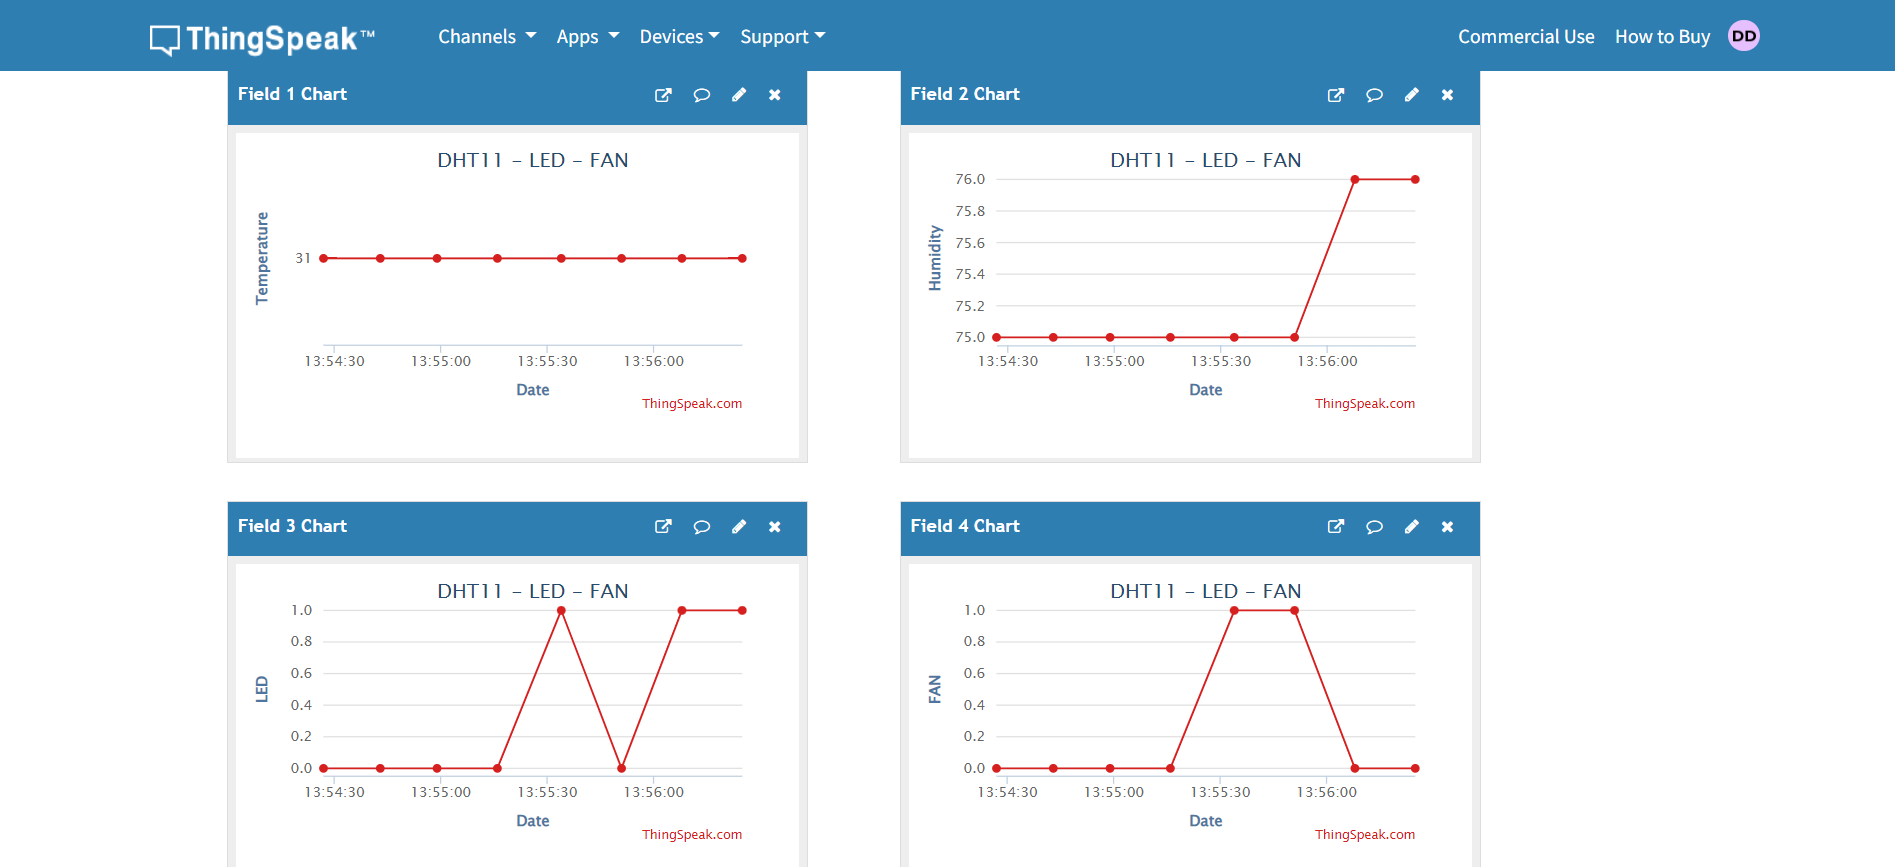 ThingSpeak™ Channels Apps Devices Support Commercial Use How to Buy DD
Field 1 Chart
DHT11 - LED - FAN
Temperature
31
13:54:30 13:55:00 13:55:30 13:56:00
Date
ThingSpeak.com
Field 2 Chart
DHT11 - LED - FAN
Humidity
76.0
75.8
75.6
75.4
75.2
75.0
13:54:30 13:55:00 13:55:30 13:56:00
Date
ThingSpeak.com
Field 3 Chart
DHT11 - LED - FAN
LED
1.0
0.8
0.6
0.4
0.2
0.0
13:54:30 13:55:00 13:55:30 13:56:00
Date
ThingSpeak.com
Field 4 Chart
DHT11 - LED - FAN
FAN
1.0
0.8
0.6
0.4
0.2
0.0
13:54:30 13:55:00 13:55:30 13:56:00
Date
ThingSpeak.com